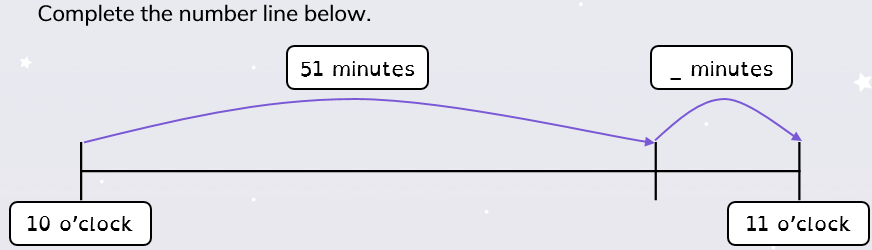 Complete the number line below.
51 minutes
_ minutes
10 o'clock
11 o'clock